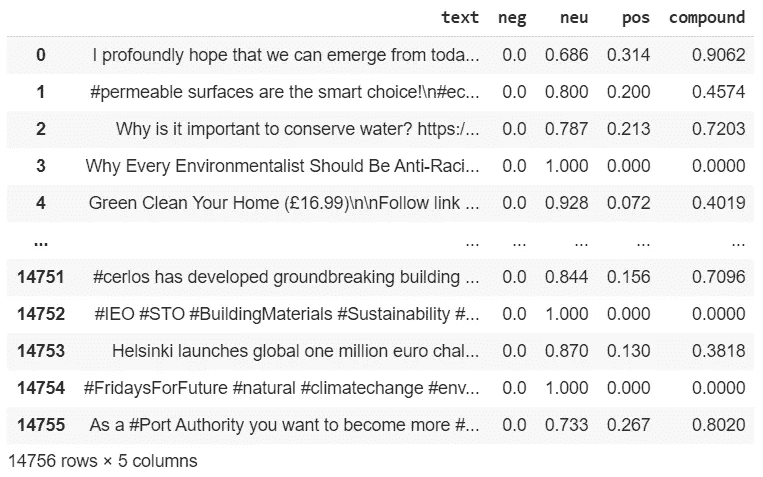 text neg neu pos compound
0 I profoundly hope that we can emerge from toda... 0.0 0.686 0.314 0.9062
1 #permeable surfaces are the smart choice!\n#ec... 0.0 0.800 0.200 0.4574
2 Why is it important to conserve water? https:/... 0.0 0.787 0.213 0.7203
3 Why Every Environmentalist Should Be Anti-Raci... 0.0 1.000 0.000 0.0000
4 Green Clean Your Home (£16.99)\n\nFollow link ... 0.0 0.928 0.072 0.4019
... ... ... ... ... ...
14751 #cerlos has developed groundbreaking building ... 0.0 0.844 0.156 0.7096
14752 #IEO #STO #BuildingMaterials #Sustainability #... 0.0 1.000 0.000 0.0000
14753 Helsinki launches global one million euro chal... 0.0 0.870 0.130 0.3818
14754 #FridaysForFuture #natural #climatechange #env... 0.0 1.000 0.000 0.0000
14755 As a #Port Authority you want to become more #... 0.0 0.733 0.267 0.8020
14756 rows × 5 columns